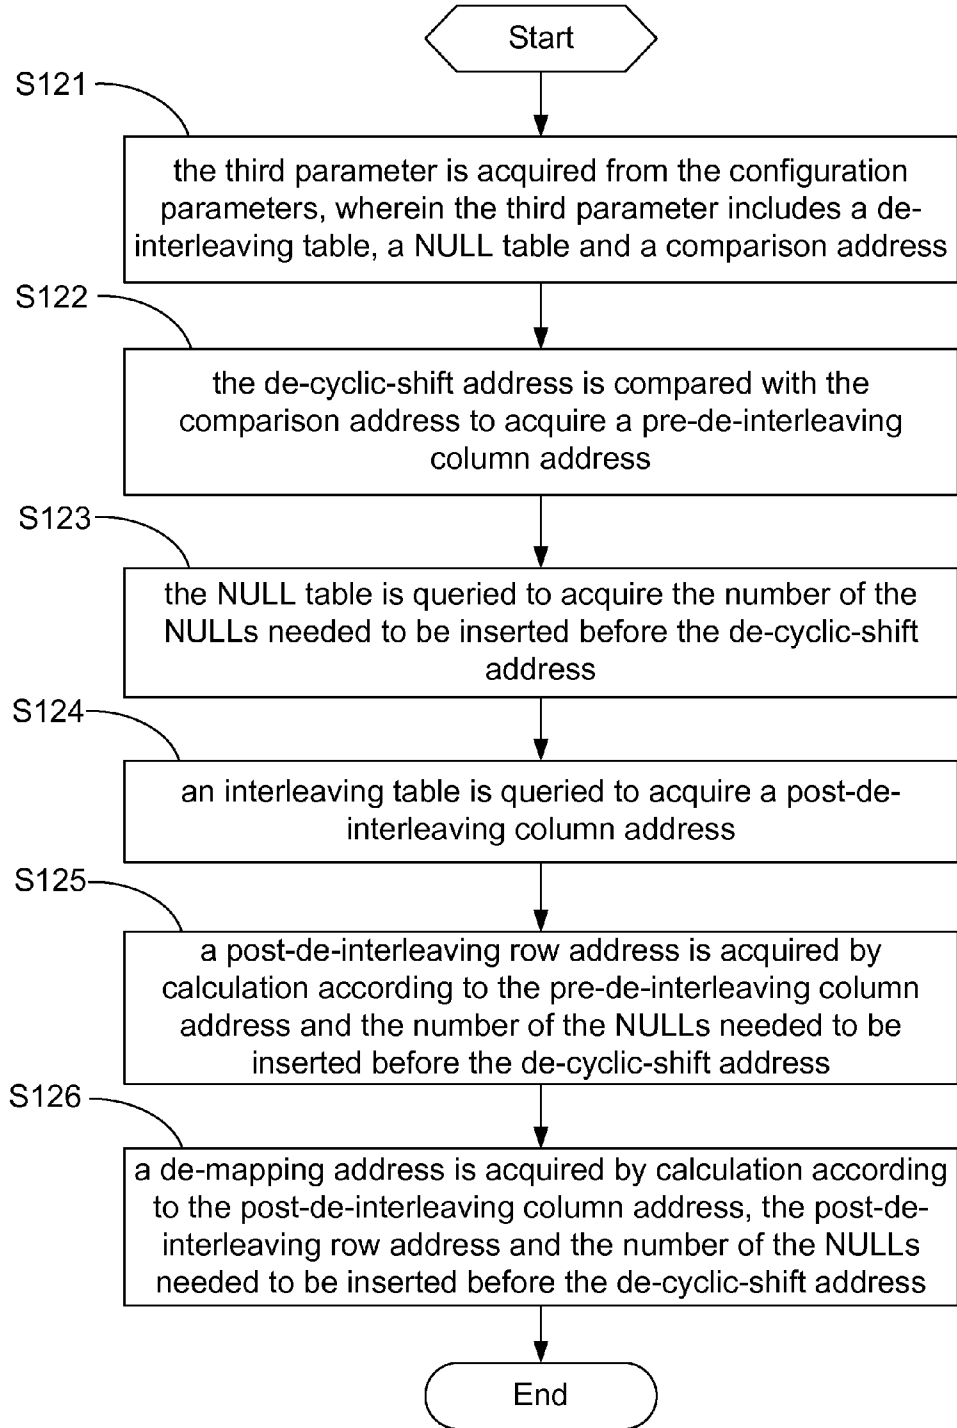 Start
S121
the third parameter is acquired from the configuration
parameters, wherein the third parameter includes a de-
interleaving table, a NULL table and a comparison address
S122
the de-cyclic-shift address is compared with the
comparison address to acquire a pre-de-interleaving
column address
S123
the NULL table is queried to acquire the number of the
NULLs needed to be inserted before the de-cyclic-shift
address
S124
an interleaving table is queried to acquire a post-de-
interleaving column address
S125
a post-de-interleaving row address is acquired by
calculation according to the pre-de-interleaving column
address and the number of the NULLs needed to be
inserted before the de-cyclic-shift address
S126
a de-mapping address is acquired by calculation according
to the post-de-interleaving column address, the post-de-
interleaving row address and the number of the NULLs
needed to be inserted before the de-cyclic-shift address
End